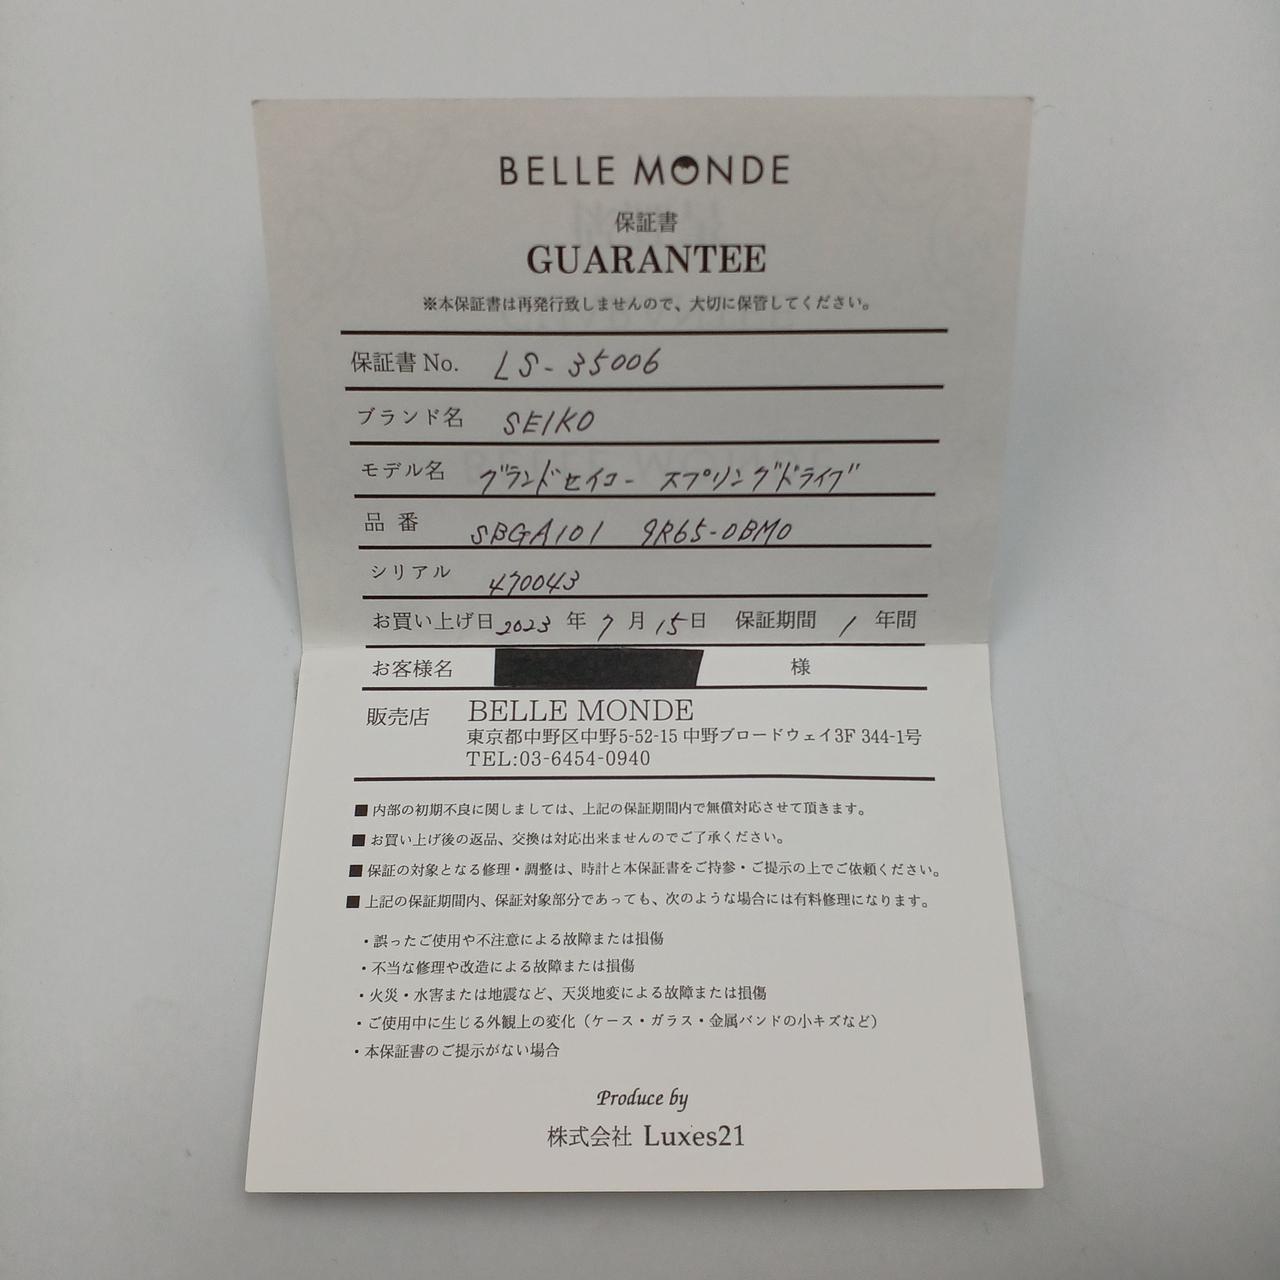 BELLE MONDE
保証書
GUARANTEE
※本保証書は再発行致しませんので、大切に保管してください。
保証書 No. LS-35006
ブランド名 SEIKO
モデル名 グランドセイコー スプリングドライブ
品 番 SBGA101 9R65-0BM0
シリアル 470043
お買い上げ日 2023 年 7 月 15 日 保証期間 1 年間
お客様名 様
販売店 BELLE MONDE
東京都中野区中野5-52-15 中野ブロードウェイ3F 344-1号
TEL:03-6454-0940
■ 内部の初期不良に関しましては、上記の保証期間内で無償対応させて頂きます。
■ お買い上げ後の返品、交換は対応出来ませんのでご了承ください。
■ 保証の対象となる修理・調整は、時計と本保証書をご持参・ご提示の上でご依頼ください。
■ 上記の保証期間内、保証対象部分であっても、次のような場合には有料修理になります。
・誤ったご使用や不注意による故障または損傷
・不当な修理や改造による故障または損傷
・火災・水害または地震など、天災地変による故障または損傷
・ご使用中に生じる外観上の変化（ケース・ガラス・金属バンドの小キズなど）
・本保証書のご提示がない場合
Produce by
株式会社 Luxes21